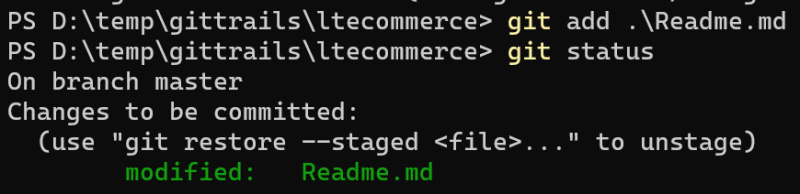 PS D:\temp\gittrails\ltecommerce> git add .\Readme.md
PS D:\temp\gittrails\ltecommerce> git status
On branch master
Changes to be committed:
  (use "git restore --staged <file>..." to unstage)
        modified:   Readme.md